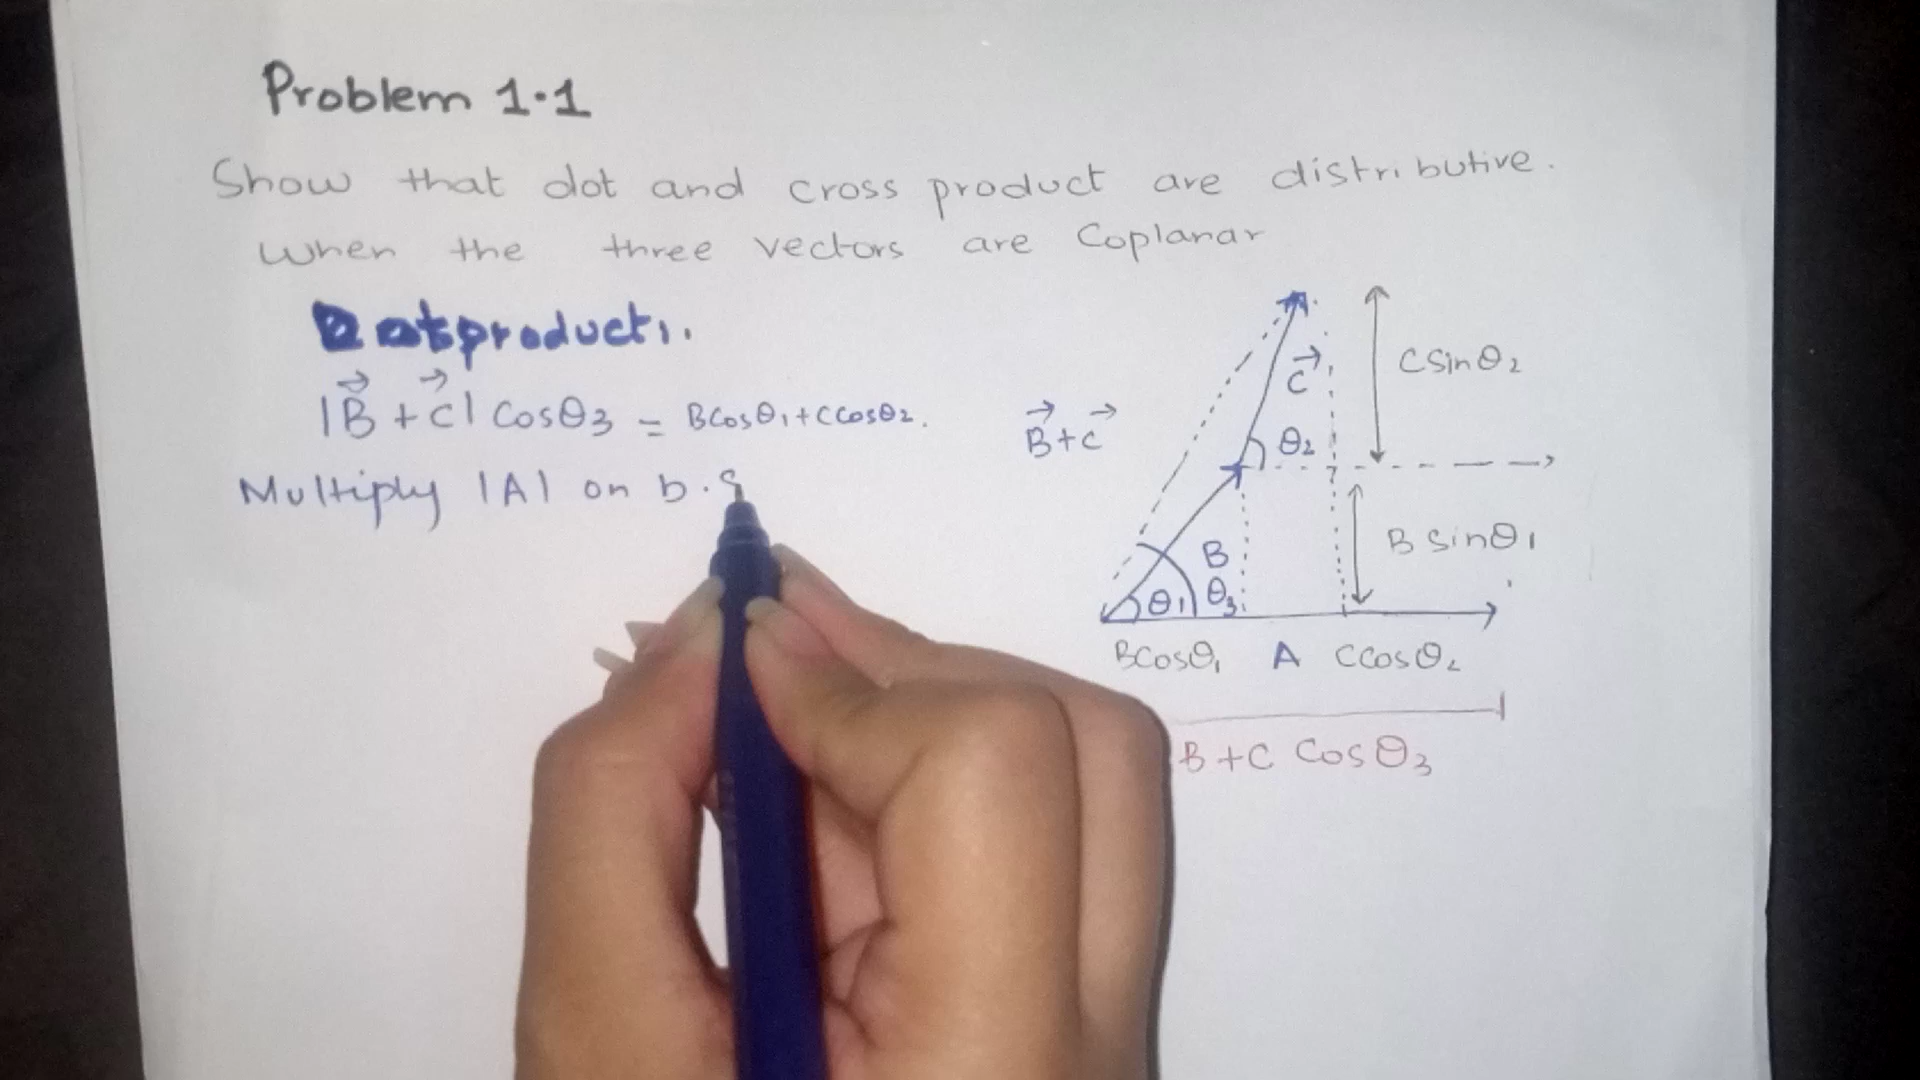 Problem 1.1
Show that dot and cross product are distributive.
when the three vectors are Coplanar
Dot product:.
|B⃗ + C⃗| Cosθ3 = BCosθ1+CCosθ2.
Multiply |A| on b.s
B⃗+C⃗
C⃗
θ2
CSinθ2
B
θ1
θ3
B Sinθ1
BCosθ1 A CCosθ2
B+C Cosθ3